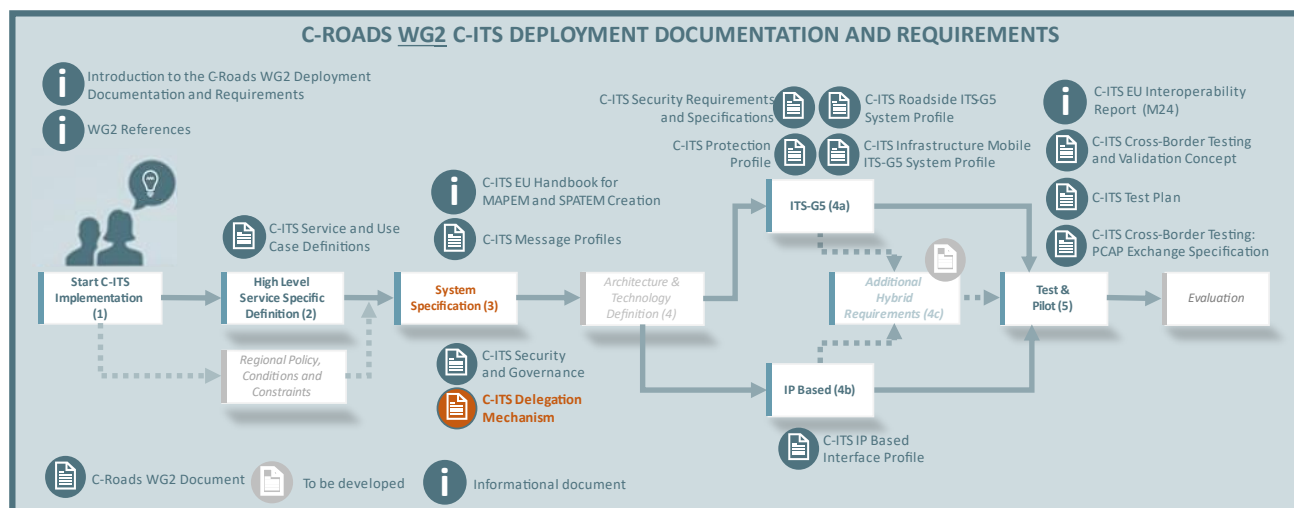 C-ROADS WG2 C-ITS DEPLOYMENT DOCUMENTATION AND REQUIREMENTS
i
Introduction to the C-Roads WG2 Deployment
Documentation and Requirements
i
WG2 References
C-ITS Service and Use
Case Definitions
i
C-ITS EU Handbook for
MAPEM and SPATEM Creation
C-ITS Message Profiles
C-ITS Security Requirements
and Specifications
C-ITS Roadside ITS-G5
System Profile
C-ITS Protection
Profile
C-ITS Infrastructure Mobile
ITS-G5 System Profile
i
C-ITS EU Interoperability
Report (M24)
C-ITS Cross-Border Testing
and Validation Concept
C-ITS Test Plan
C-ITS Cross-Border Testing:
PCAP Exchange Specification
Start C-ITS
Implementation
(1)
High Level
Service Specific
Definition (2)
Regional Policy,
Conditions and
Constraints
System
Specification (3)
Architecture &
Technology
Definition (4)
ITS-G5 (4a)
Additional
Hybrid
Requirements (4c)
IP Based (4b)
Test &
Pilot (5)
Evaluation
C-ITS Security
and Governance
C-ITS Delegation
Mechanism
C-ITS IP Based
Interface Profile
C-Roads WG2 Document
To be developed
i
Informational document